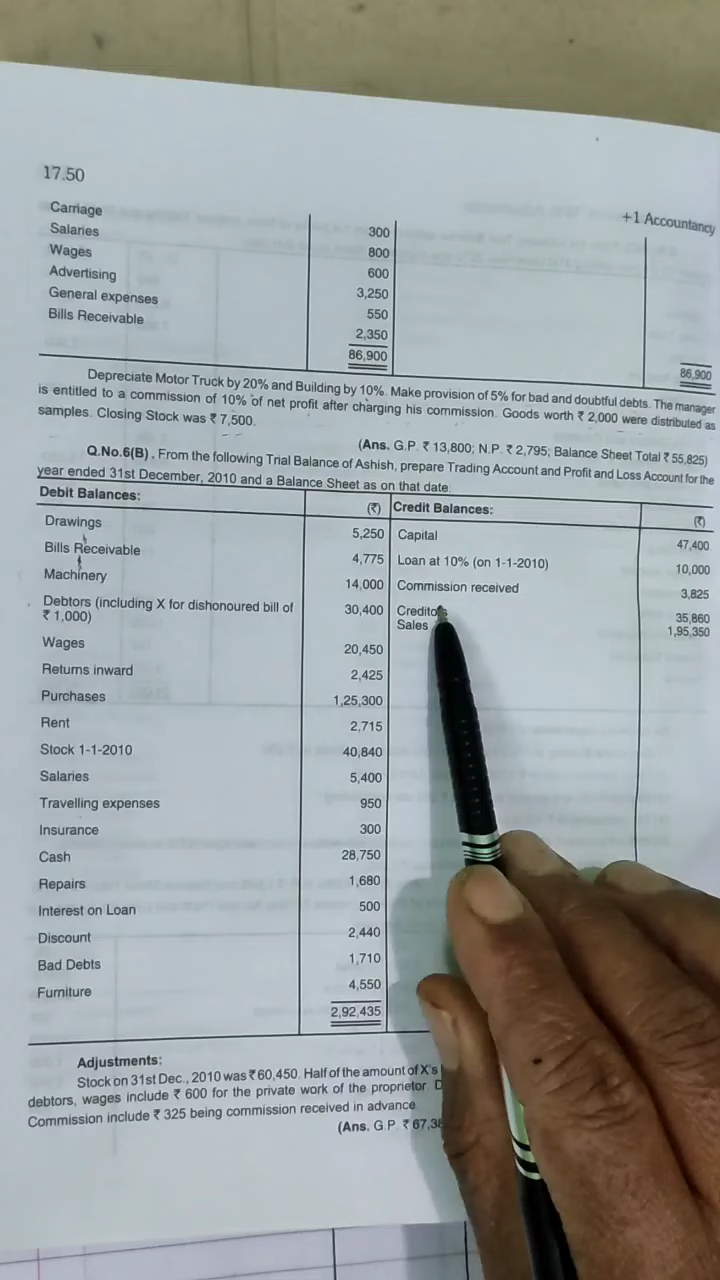 17.50
+1 Accountancy
Carriage 300
Salaries 800
Wages 600
Advertising 3,250
General expenses 550
Bills Receivable 2,350
86,900 86,900
Depreciate Motor Truck by 20% and Building by 10%. Make provision of 5% for bad and doubtful debts. The manager
is entitled to a commission of 10% of net profit after charging his commission. Goods worth ₹ 2,000 were distributed as
samples. Closing Stock was ₹ 7,500.
(Ans. G.P. ₹ 13,800; N.P. ₹ 2,795; Balance Sheet Total ₹ 55,825)
Q.No.6(B). From the following Trial Balance of Ashish, prepare Trading Account and Profit and Loss Account for the
year ended 31st December, 2010 and a Balance Sheet as on that date.
Debit Balances: (₹) Credit Balances: (₹)
Drawings 5,250 Capital 47,400
Bills Receivable 4,775 Loan at 10% (on 1-1-2010) 10,000
Machinery 14,000 Commission received 3,825
Debtors (including X for dishonoured bill of 30,400 Creditors 35,860
₹ 1,000) Sales 1,95,350
Wages 20,450
Returns inward 2,425
Purchases 1,25,300
Rent 2,715
Stock 1-1-2010 40,840
Salaries 5,400
Travelling expenses 950
Insurance 300
Cash 28,750
Repairs 1,680
Interest on Loan 500
Discount 2,440
Bad Debts 1,710
Furniture 4,550
2,92,435
Adjustments:
Stock on 31st Dec., 2010 was ₹ 60,450. Half of the amount of X's
debtors, wages include ₹ 600 for the private work of the proprietor.
Commission include ₹ 325 being commission received in advance
(Ans. G.P. ₹ 67,38